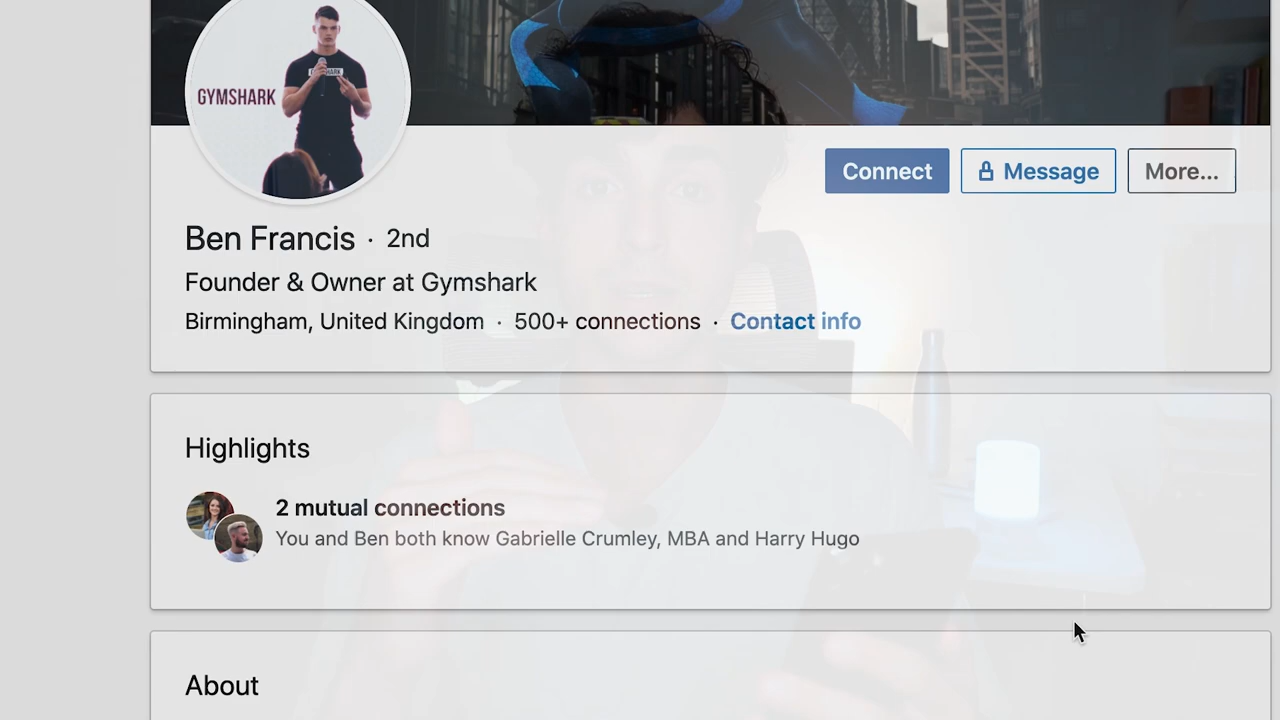 GYMSHARK
Connect
Message
More...
Ben Francis · 2nd
Founder & Owner at Gymshark
Birmingham, United Kingdom · 500+ connections · Contact info
Highlights
2 mutual connections
You and Ben both know Gabrielle Crumley, MBA and Harry Hugo
About